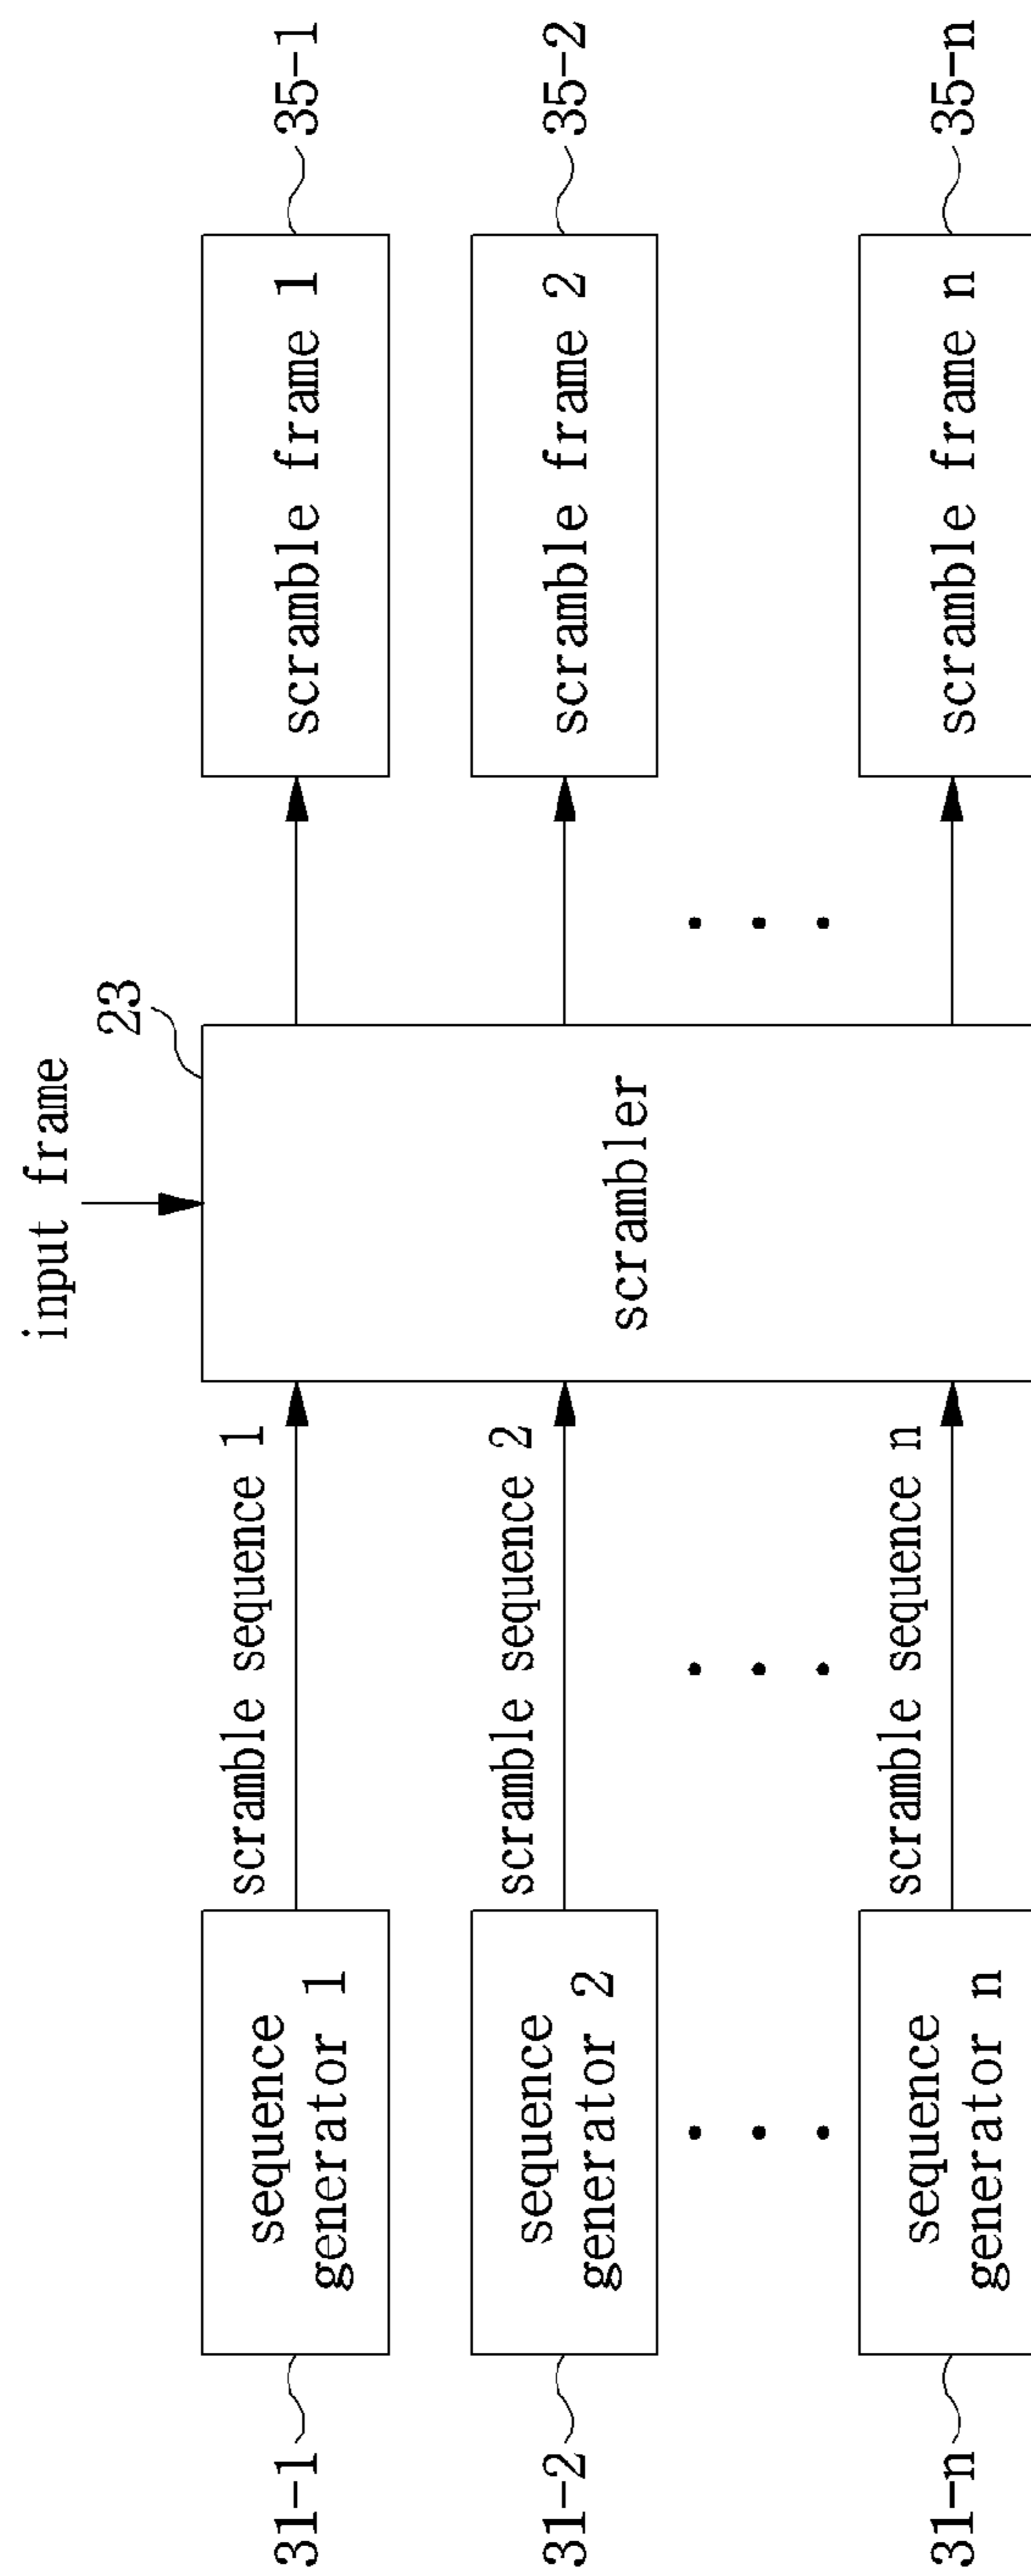 input frame
23
31-1
sequence
generator 1
scramble sequence 1
scrambler
scramble frame 1
35-1
31-2
sequence
generator 2
scramble sequence 2
scramble frame 2
35-2
31-n
sequence
generator n
scramble sequence n
scramble frame n
35-n